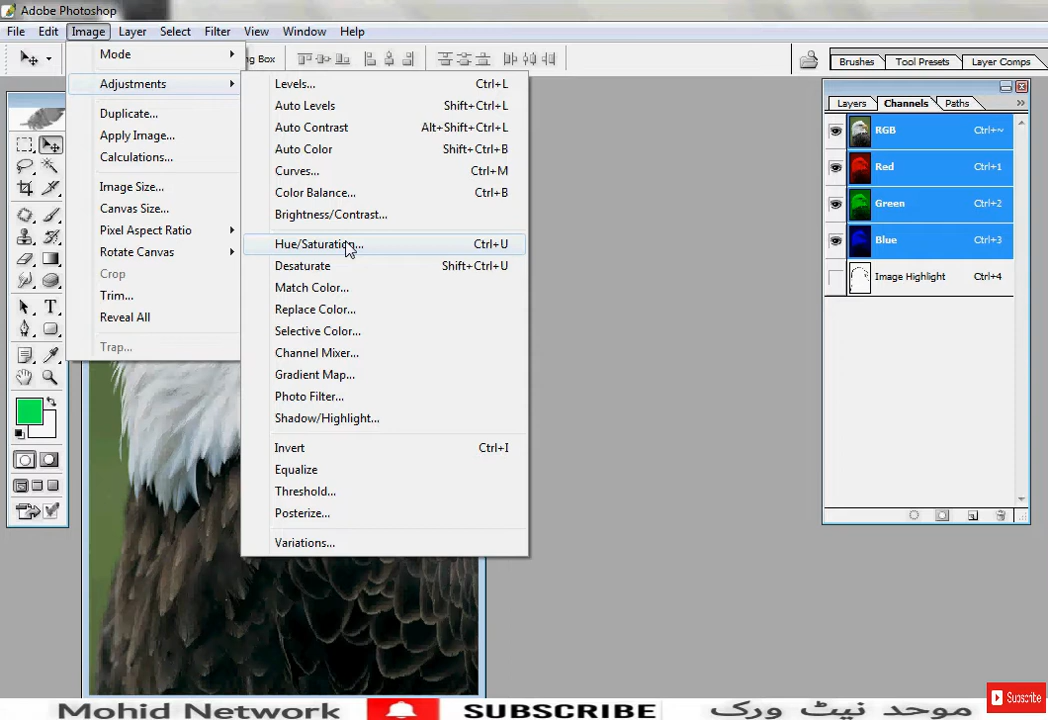 Adobe Photoshop
File Edit Image Layer Select Filter View Window Help
ng Box
Brushes Tool Presets Layer Comps
Mode
Adjustments
Duplicate...
Apply Image...
Calculations...
Image Size...
Canvas Size...
Pixel Aspect Ratio
Rotate Canvas
Crop
Trim...
Reveal All
Trap...
Levels... Ctrl+L
Auto Levels Shift+Ctrl+L
Auto Contrast Alt+Shift+Ctrl+L
Auto Color Shift+Ctrl+B
Curves... Ctrl+M
Color Balance... Ctrl+B
Brightness/Contrast...
Hue/Saturation... Ctrl+U
Desaturate Shift+Ctrl+U
Match Color...
Replace Color...
Selective Color...
Channel Mixer...
Gradient Map...
Photo Filter...
Shadow/Highlight...
Invert Ctrl+I
Equalize
Threshold...
Posterize...
Variations...
Layers Channels Paths
RGB Ctrl+~
Red Ctrl+1
Green Ctrl+2
Blue Ctrl+3
Image Highlight Ctrl+4
T
Subscribe
Mohid Network SUBSCRIBE موحد نیٹ ورک